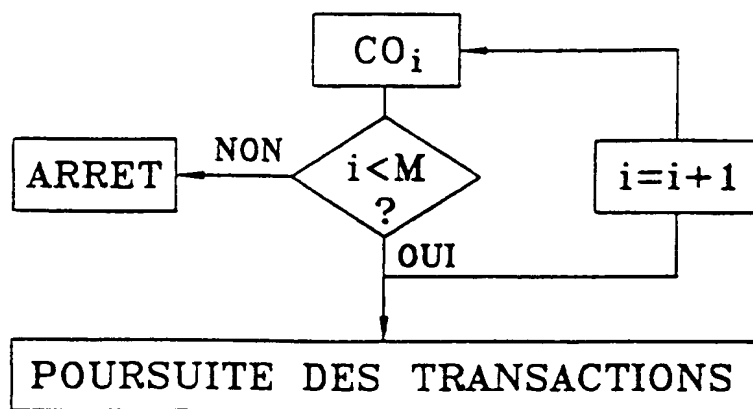 COi
NON
ARRET
i<M
?
i=i+1
OUI
POURSUITE DES TRANSACTIONS